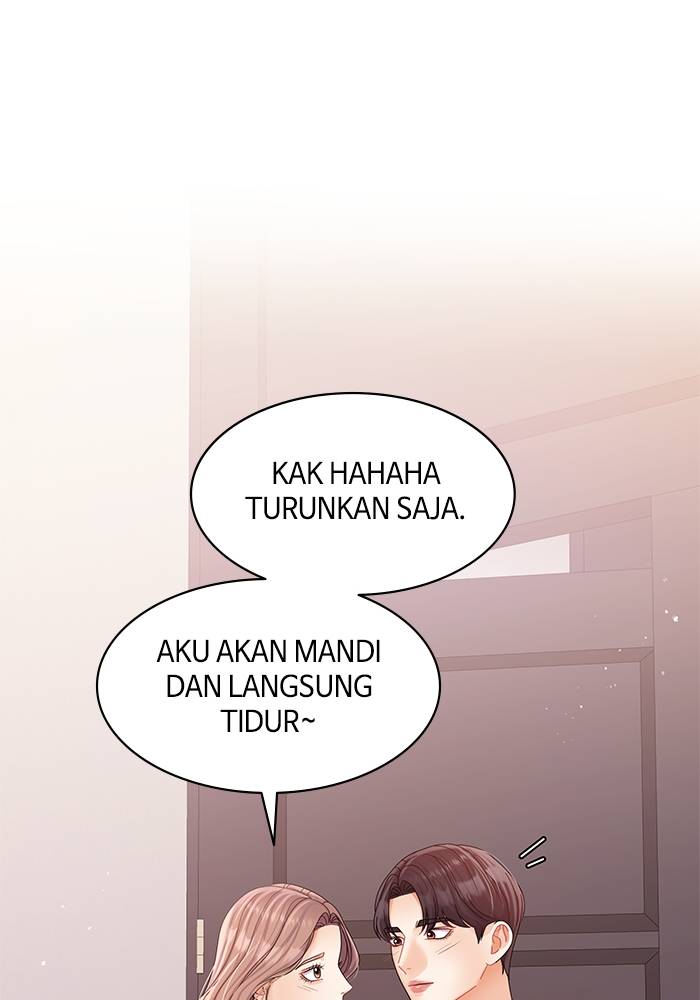 KAK HAHAHA
TURUNKAN SAJA.
AKU AKAN MANDI
DAN LANGSUNG
TIDUR~